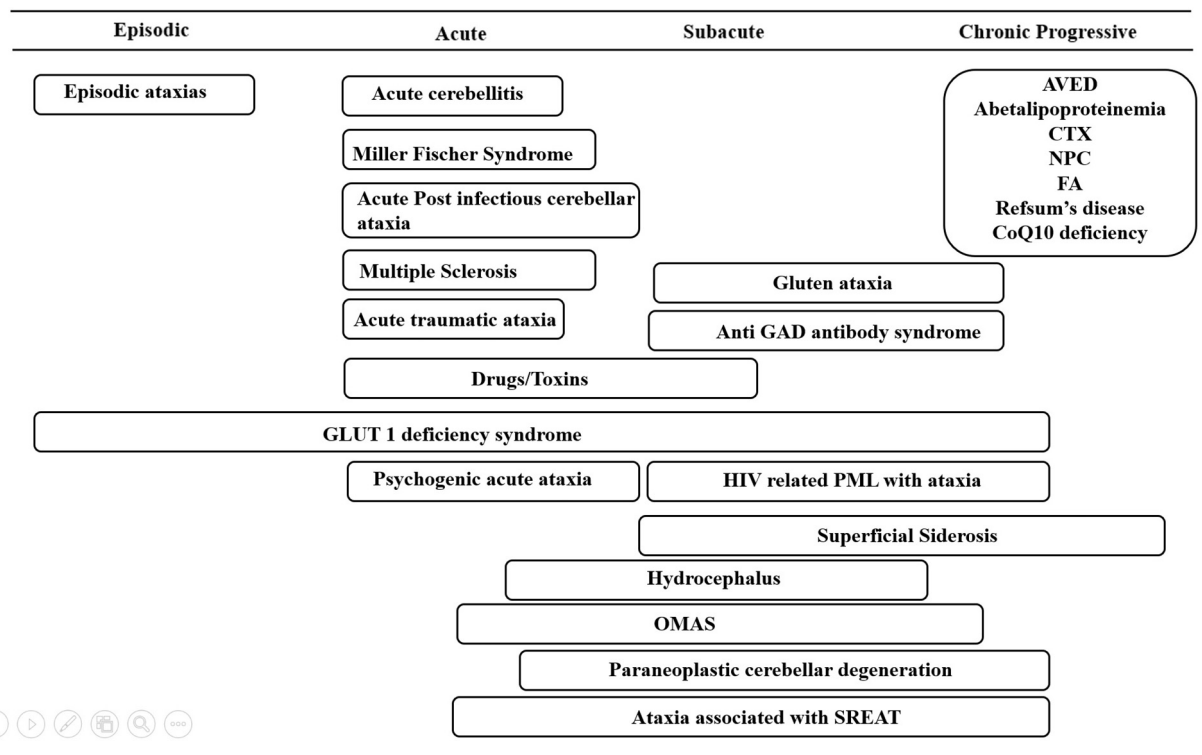 Episodic
Acute
Subacute
Chronic Progressive
Episodic ataxias
Acute cerebellitis
AVED
Abetalipoproteinemia
CTX
NPC
FA
Refsum’s disease
CoQ10 deficiency
Miller Fischer Syndrome
Acute Post infectious cerebellar
ataxia
Multiple Sclerosis
Gluten ataxia
Acute traumatic ataxia
Anti GAD antibody syndrome
Drugs/Toxins
GLUT 1 deficiency syndrome
Psychogenic acute ataxia
HIV related PML with ataxia
Superficial Siderosis
Hydrocephalus
OMAS
Paraneoplastic cerebellar degeneration
Ataxia associated with SREAT